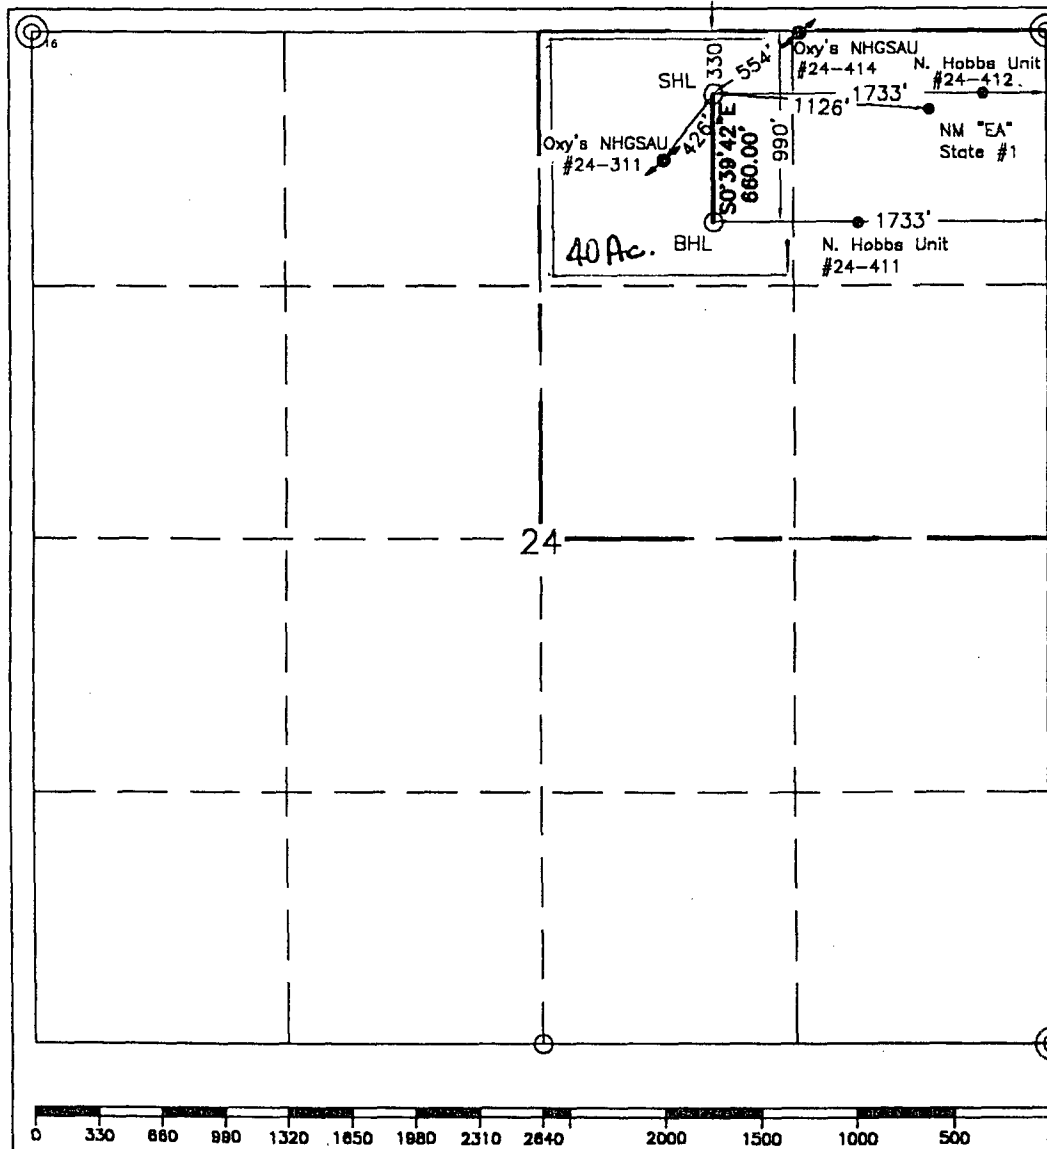 16
330'
554'
Oxy's NHGSAU
#24-414
N. Hobbs Unit
#24-412
SHL
1733'
1126'
NM "EA"
State #1
Oxy's NHGSAU
#24-311
426'
S0°39'42"E
660.00'
990'
BHL
1733'
40 Ac.
N. Hobbs Unit
#24-411
24
0 330 660 990 1320 1650 1980 2310 2640 2000 1500 1000 500